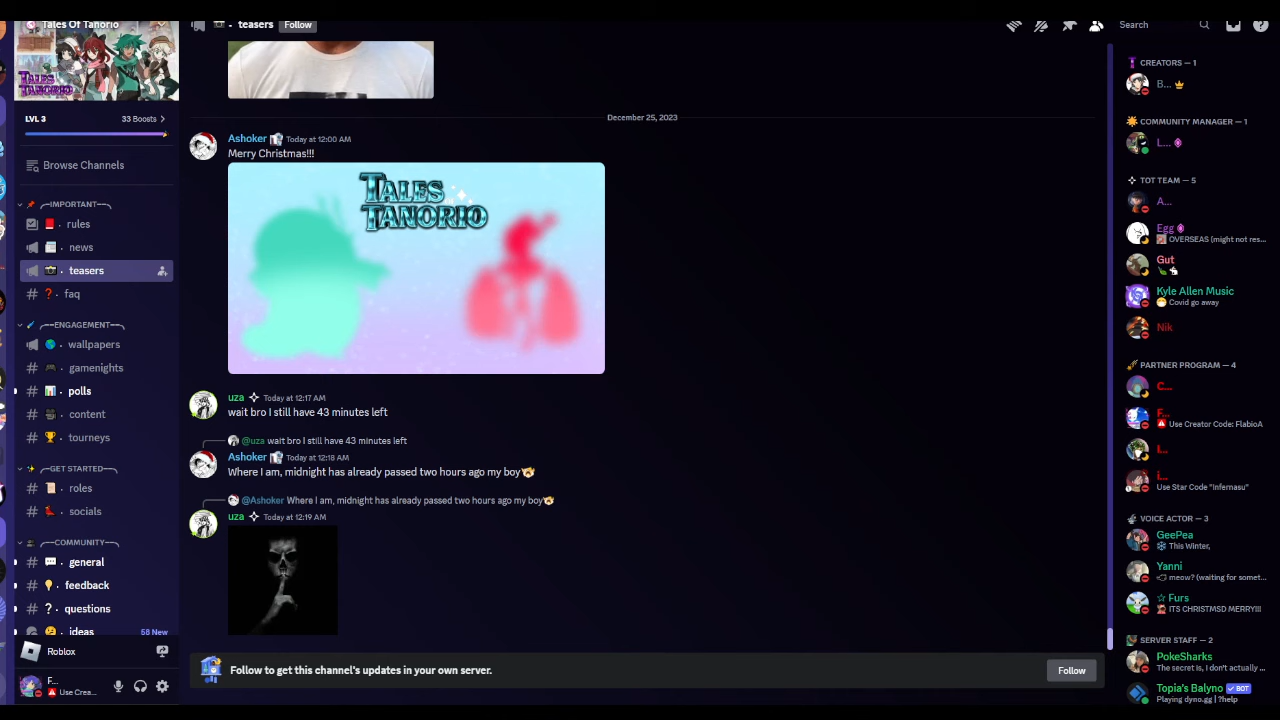 Tales Of Tanorio
TALES
TANORIO
LVL 3
33 Boosts
Browse Channels
IMPORTANT
rules
news
teasers
faq
ENGAGEMENT
wallpapers
gamenights
polls
content
tourneys
GET STARTED
roles
socials
COMMUNITY
general
feedback
questions
ideas
58 New
Roblox
F...
Use Crea...
teasers
Follow
December 25, 2023
Ashoker Today at 12:00 AM
Merry Christmas!!!
TALES
TANORIO
uza Today at 12:17 AM
wait bro I still have 43 minutes left
@uza wait bro I still have 43 minutes left
Ashoker Today at 12:18 AM
Where I am, midnight has already passed two hours ago my boy
@Ashoker Where I am, midnight has already passed two hours ago my boy
uza Today at 12:19 AM
Follow to get this channel's updates in your own server.
Follow
Search
CREATORS — 1
B...
COMMUNITY MANAGER — 1
L...
TOT TEAM — 5
A...
Egg
OVERSEAS (might not res...
Gut
Kyle Allen Music
Covid go away
Nik
PARTNER PROGRAM — 4
C...
F...
Use Creator Code: FlabioA
I...
i...
Use Star Code "Infernasu"
VOICE ACTOR — 3
GeePea
This Winter,
Yanni
meow? (waiting for somet...
☆ Furs
ITS CHRISTMSD MERRY!!!
SERVER STAFF — 2
PokeSharks
The secret is, I don't actually ...
Topia's Balyno BOT
Playing dyno.gg | ?help